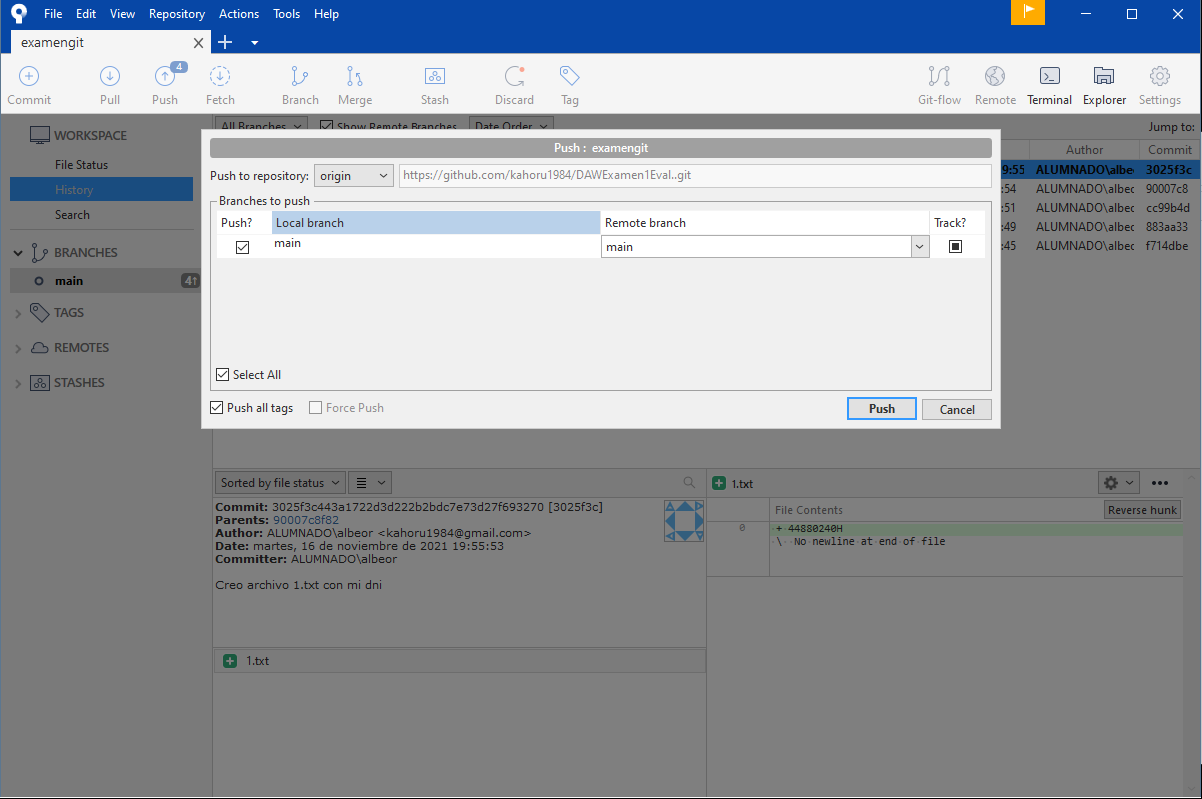 File Edit View Repository Actions Tools Help
examengit
Commit Pull Push 4 Fetch Branch Merge Stash Discard Tag Git-flow Remote Terminal Explorer Settings
WORKSPACE
File Status
History
Search
BRANCHES
main 4↑
TAGS
REMOTES
STASHES
All Branches Show Remote Branches Date Order Jump to:
Author Commit
9:55 ALUMNADO\albeo 3025f3c
:54 ALUMNADO\albeo 90007c8
:51 ALUMNADO\albeo cc99b4d
:49 ALUMNADO\albeo 883aa33
:45 ALUMNADO\albeo f714dbe
Push : examengit
Push to repository: origin https://github.com/kahoru1984/DAWExamen1Eval..git
Branches to push
Push? Local branch Remote branch Track?
main main
Select All
Push all tags Force Push Push Cancel
Sorted by file status
Commit: 3025f3c443a1722d3d222b2bdc7e73d27f693270 [3025f3c]
Parents: 90007c8f82
Author: ALUMNADO\albeor <kahoru1984@gmail.com>
Date: martes, 16 de noviembre de 2021 19:55:53
Committer: ALUMNADO\albeor
Creo archivo 1.txt con mi dni
1.txt
1.txt
File Contents Reverse hunk
0 + 44880240H
\ No newline at end of file